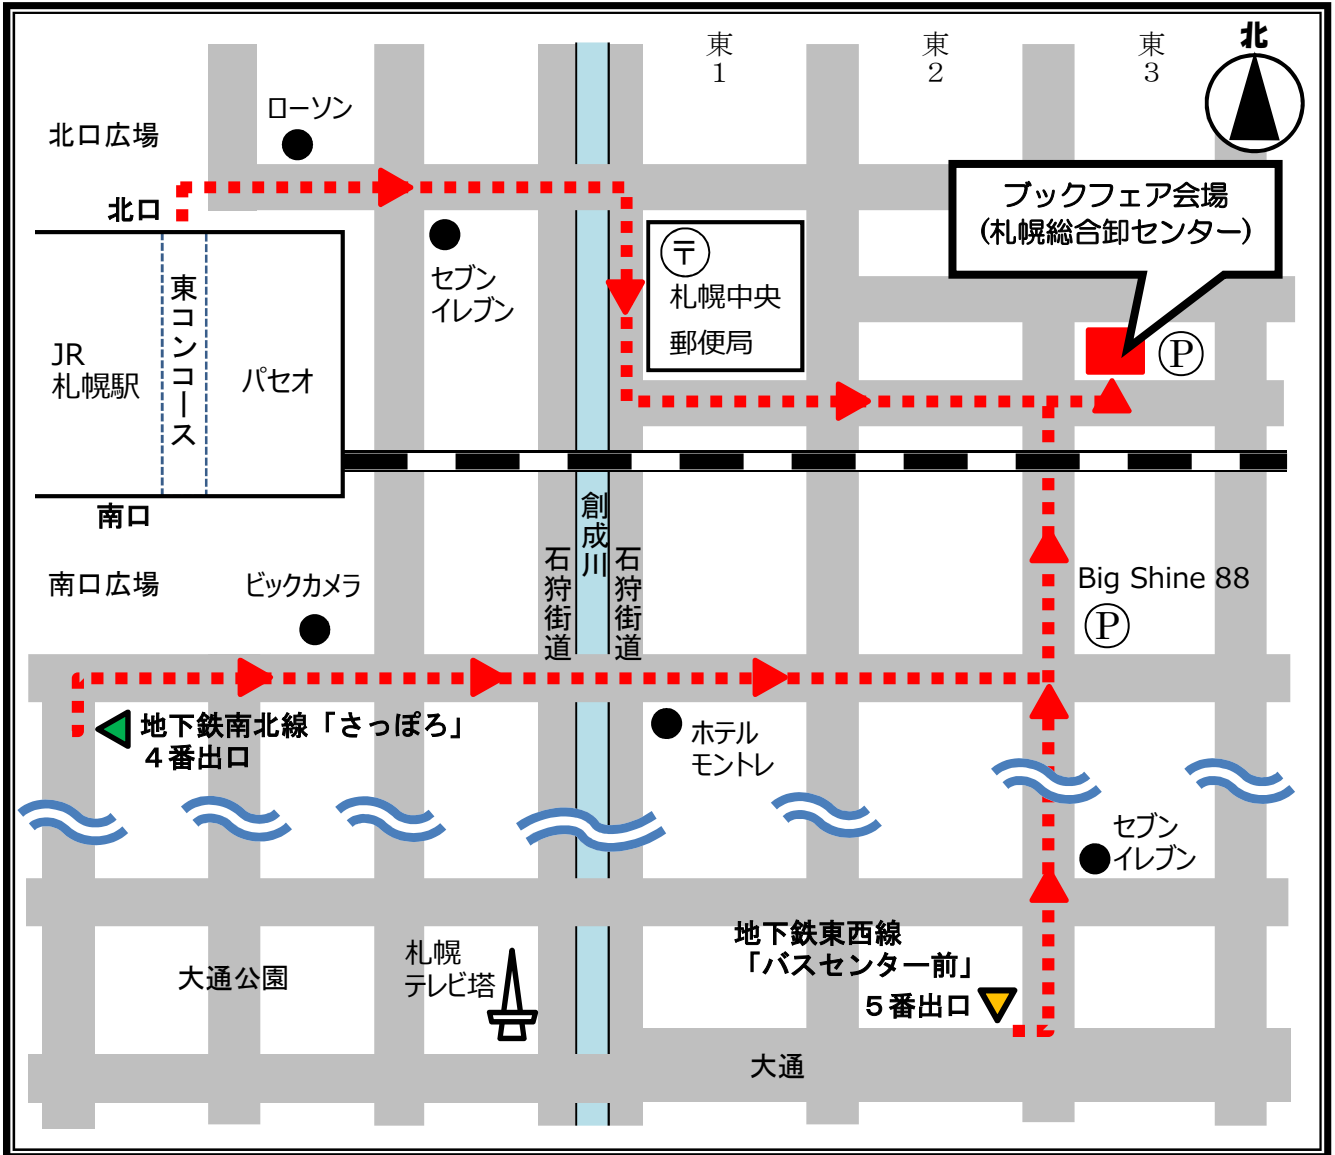 東1
東2
東3
北
ローソン
北口広場
北口
ブックフェア会場
(札幌総合卸センター)
〒
札幌中央
郵便局
セブン
イレブン
東コンコース
JR
札幌駅
パセオ
P
南口
創成川
石狩街道
石狩街道
南口広場
ビックカメラ
Big Shine 88
P
地下鉄南北線「さっぽろ」
4番出口
ホテル
モントレ
セブン
イレブン
地下鉄東西線
「バスセンター前」
5番出口
札幌
テレビ塔
大通公園
大通